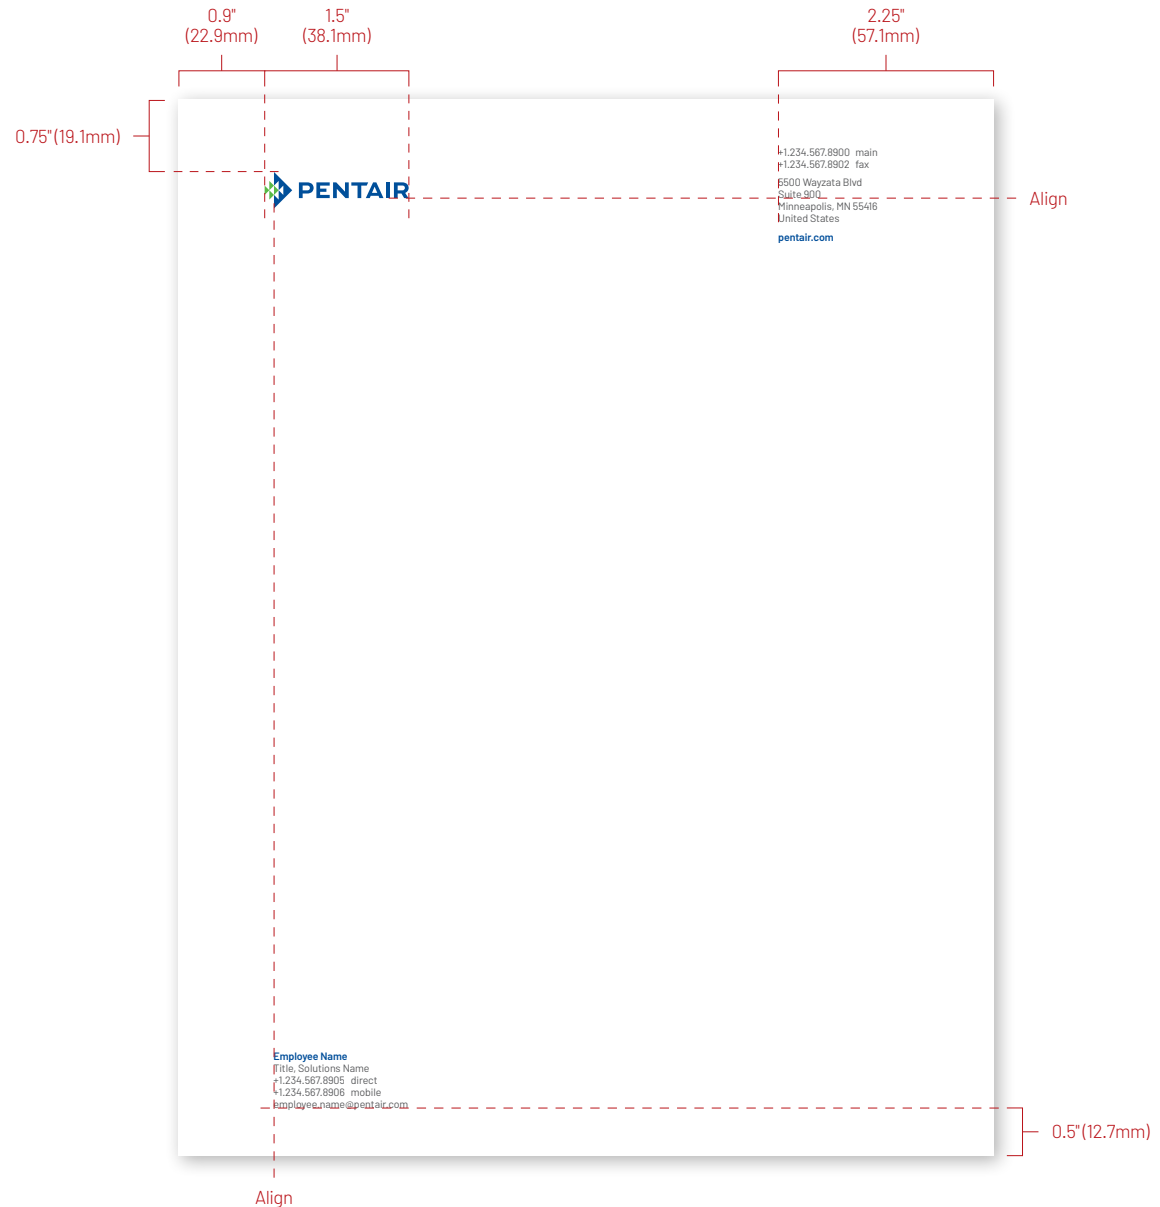 0.9"
(22.9mm)
1.5"
(38.1mm)
2.25"
(57.1mm)
0.75"(19.1mm)
PENTAIR
+1.234.567.8900 main
+1.234.567.8902 fax
5500 Wayzata Blvd
Suite 900
Minneapolis, MN 55416
United States
pentair.com
Align
Employee Name
Title, Solutions Name
+1.234.567.8905 direct
+1.234.567.8906 mobile
employee.name@pentair.com
0.5"(12.7mm)
Align